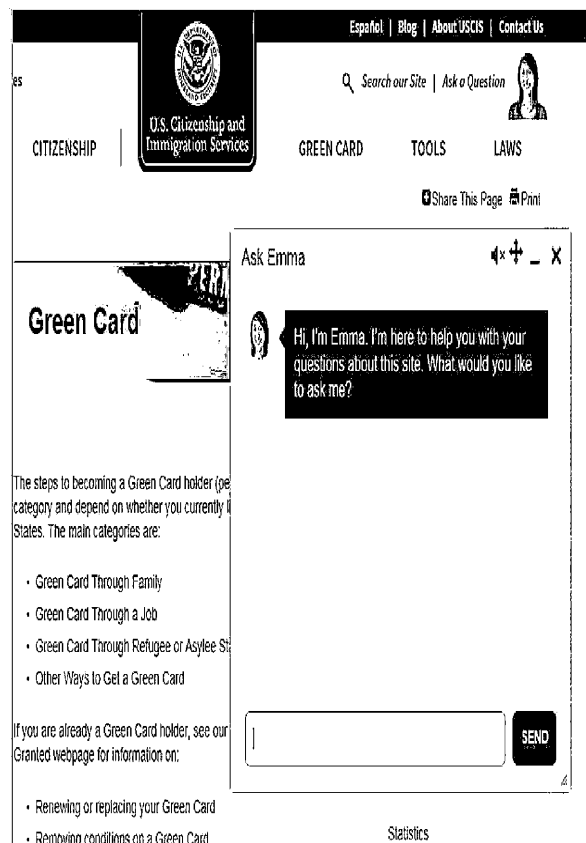 Español | Blog | About USCIS | Contact Us
es
Search our Site | Ask a Question
U.S. Citizenship and
Immigration Services
CITIZENSHIP
GREEN CARD
TOOLS
LAWS
Share This Page Print
Green Card
PERM
Ask Emma
Hi, I'm Emma. I'm here to help you with your
questions about this site. What would you like
to ask me?
The steps to becoming a Green Card holder (pe
category and depend on whether you currently l
States. The main categories are:
• Green Card Through Family
• Green Card Through a Job
• Green Card Through Refugee or Asylee St
• Other Ways to Get a Green Card
If you are already a Green Card holder, see our
Granted webpage for information on:
• Renewing or replacing your Green Card
• Removing conditions on a Green Card
SEND
Statistics